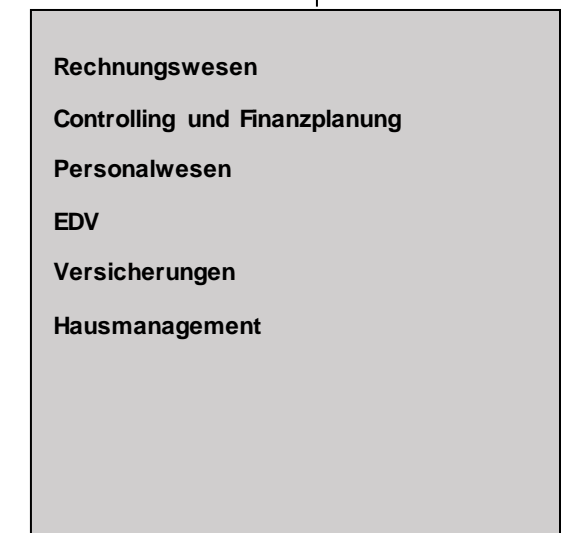 Rechnungswesen
Controlling und Finanzplanung
Personalwesen
EDV
Versicherungen
Hausmanagement